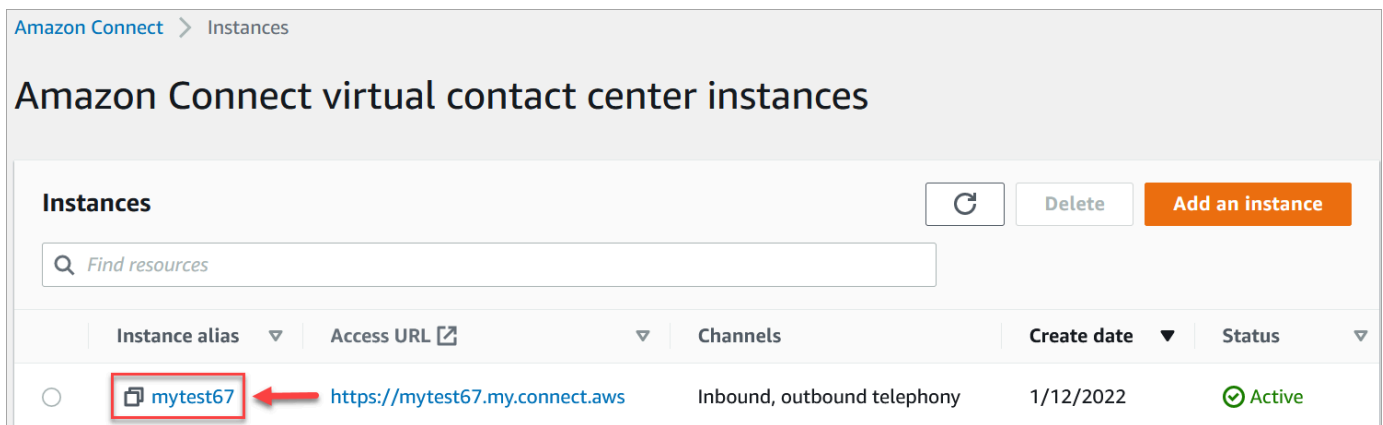 Amazon Connect > Instances
Amazon Connect virtual contact center instances
Instances Delete Add an instance
Find resources
Instance alias Access URL Channels Create date Status
mytest67 https://mytest67.my.connect.aws Inbound, outbound telephony 1/12/2022 Active